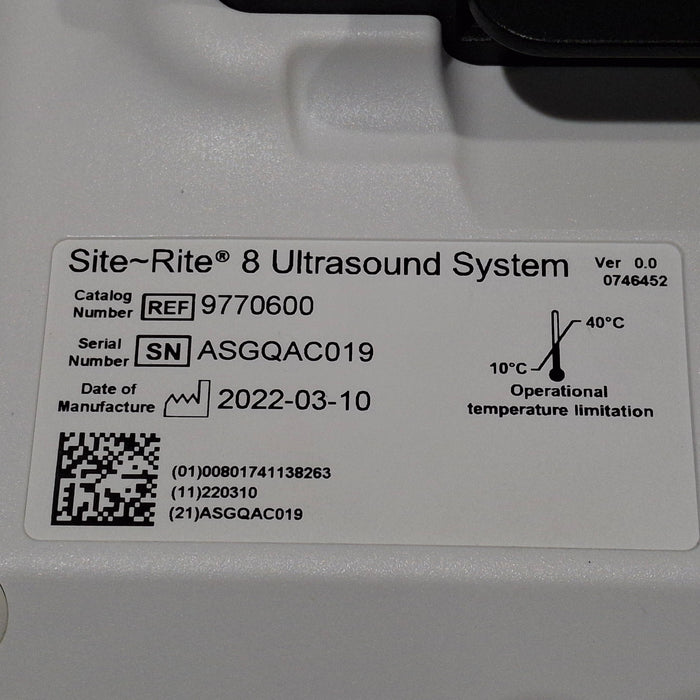 Site~Rite® 8 Ultrasound System
Ver 0.0
0746452
Catalog
Number REF 9770600
Serial
Number SN ASGQAC019
Date of
Manufacture 2022-03-10
40°C
10°C
Operational
temperature limitation
(01)00801741138263
(11)220310
(21)ASGQAC019